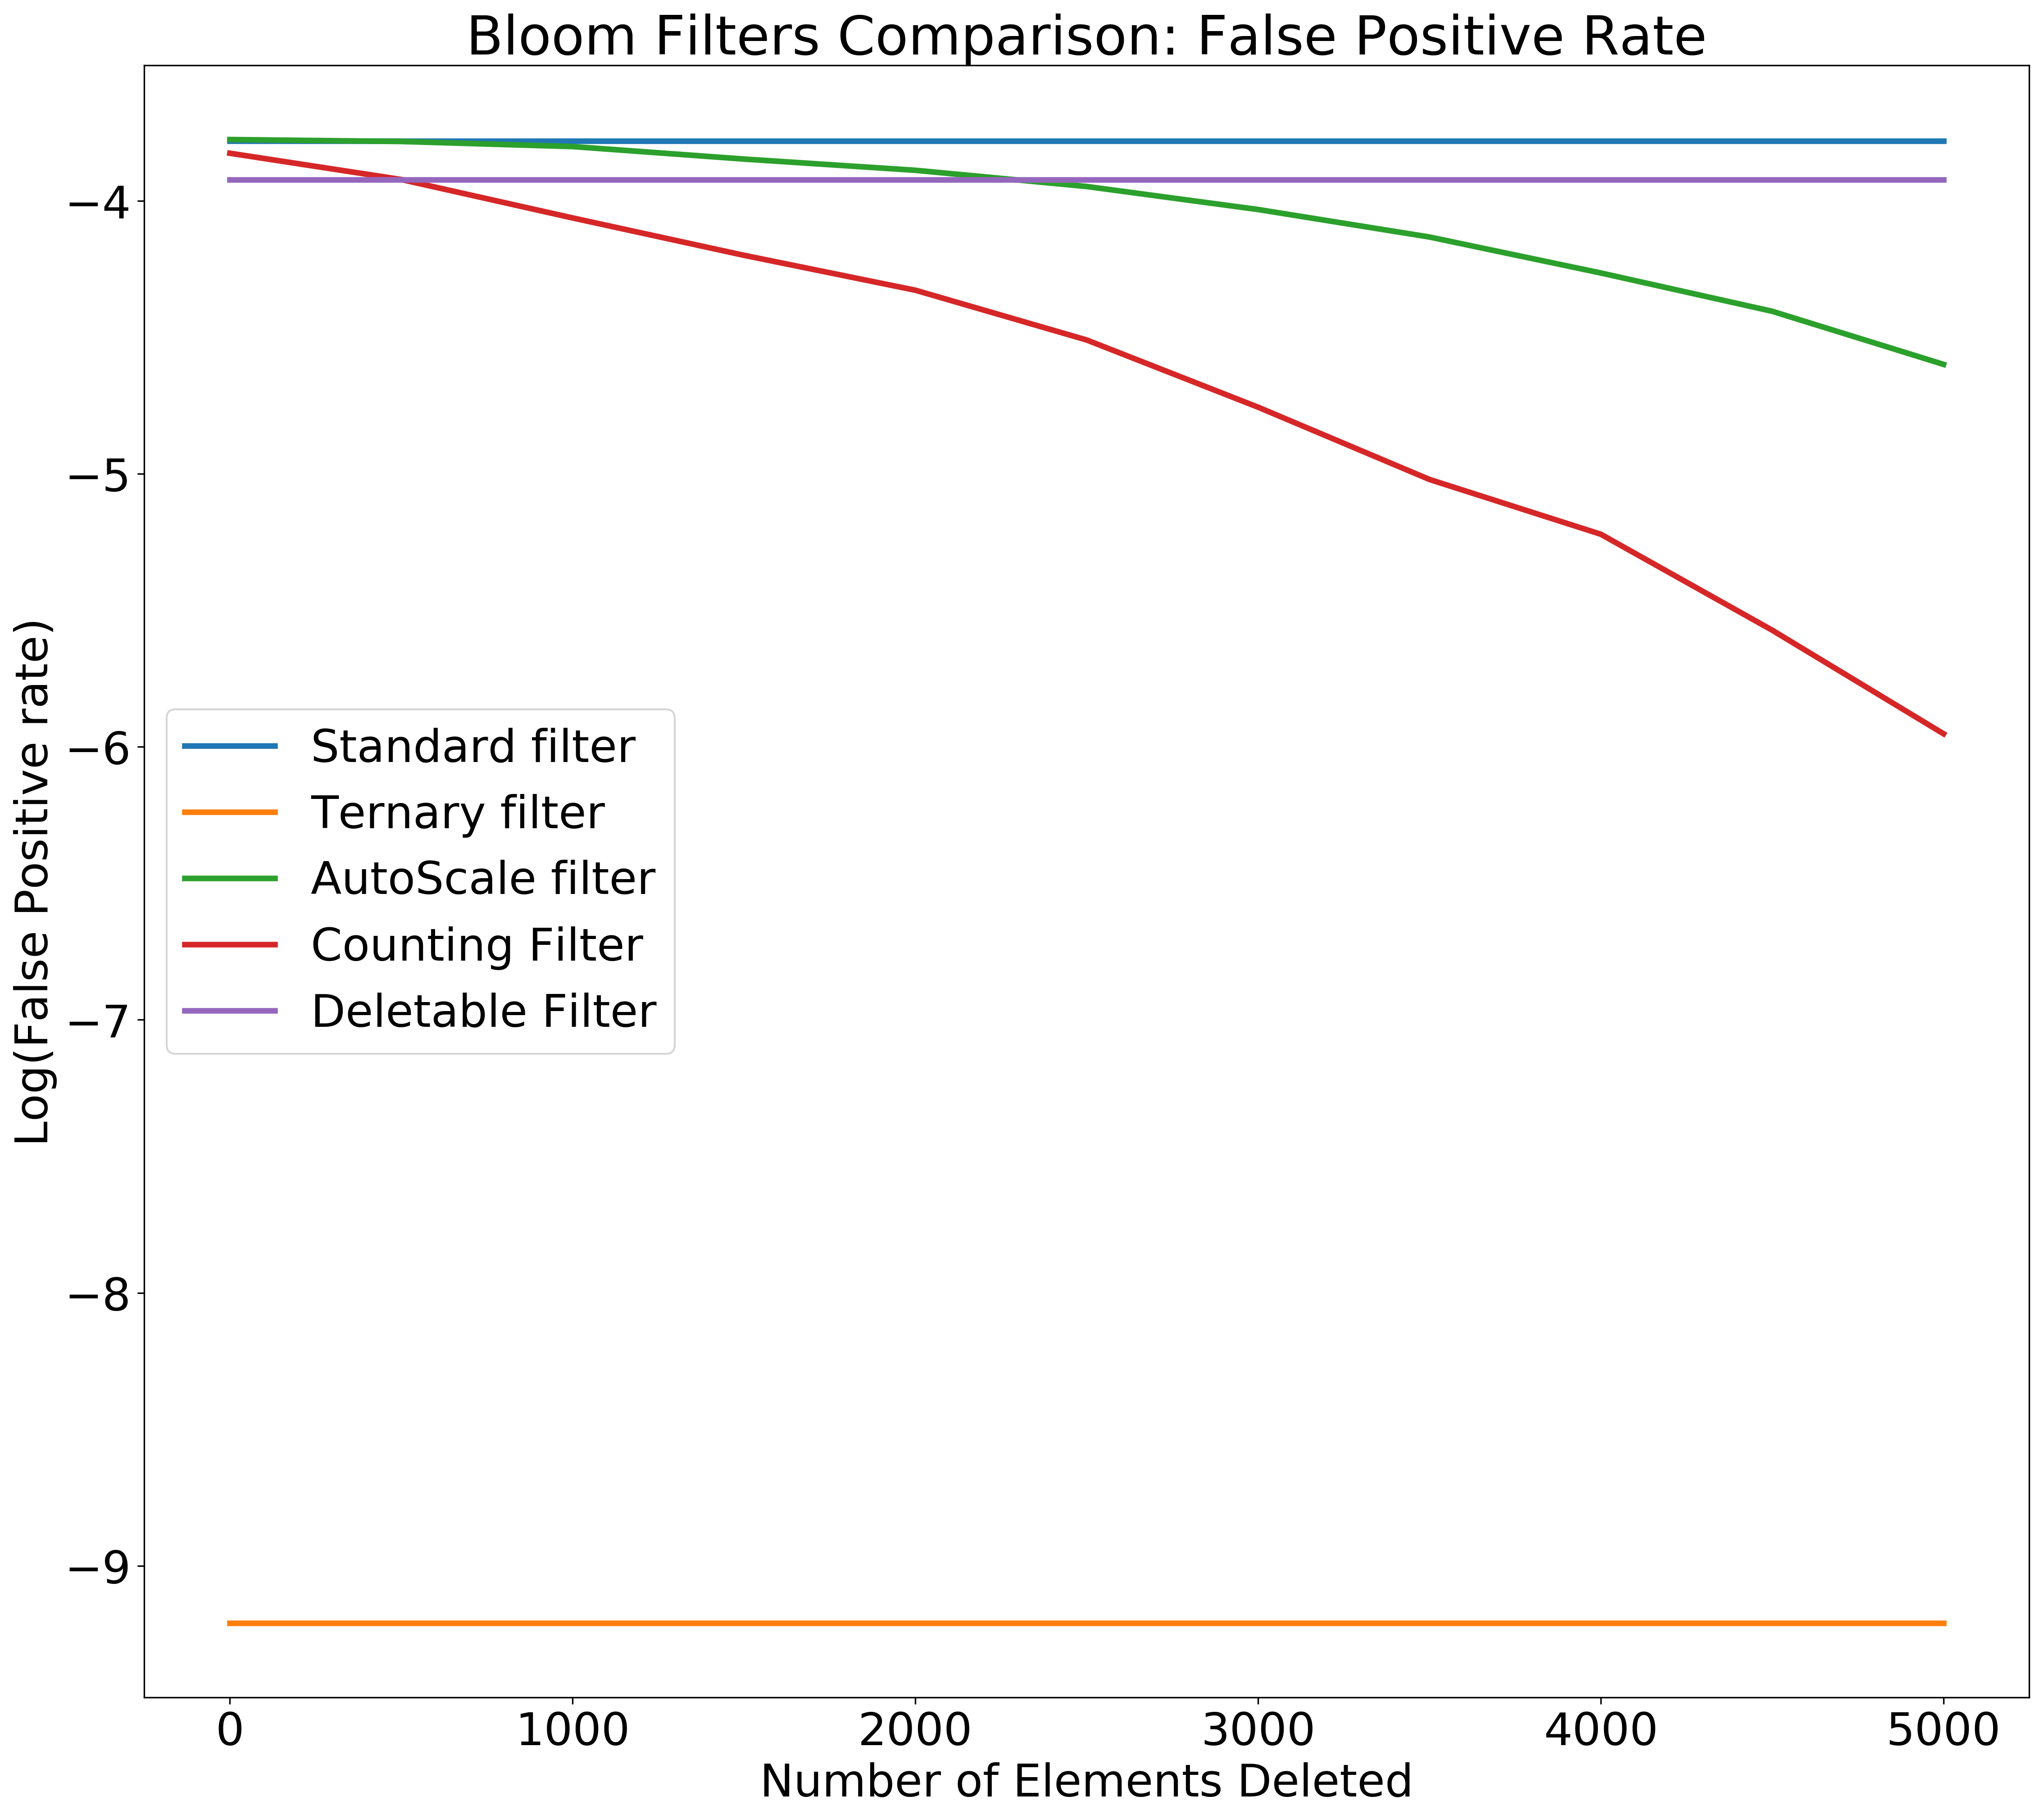 Bloom Filters Comparison: False Positive Rate
−4
−5
−6
−7
−8
−9
Log(False Positive rate)
Standard filter
Ternary filter
AutoScale filter
Counting Filter
Deletable Filter
0 1000 2000 3000 4000 5000
Number of Elements Deleted